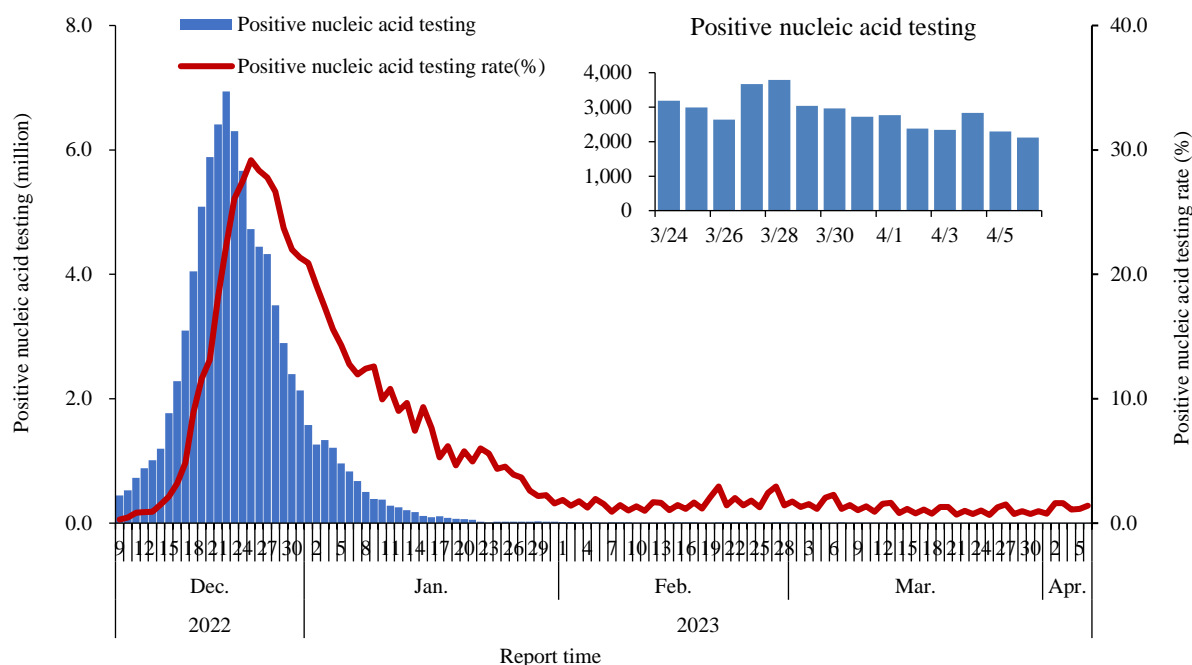 8.0
6.0
4.0
2.0
0.0
Positive nucleic acid testing (million)
Positive nucleic acid testing
Positive nucleic acid testing rate(%)
Positive nucleic acid testing
4,000
3,000
2,000
1,000
0
3/24 3/26 3/28 3/30 4/1 4/3 4/5
40.0
30.0
20.0
10.0
0.0
Positive nucleic acid testing rate (%)
9 12 15 18 21 24 27 30 2 5 8 11 14 17 20 23 26 29 1 4 7 10 13 16 19 22 25 28 3 6 9 12 15 18 21 24 27 30 2 5
Dec. Jan. Feb. Mar. Apr.
2022 2023
Report time